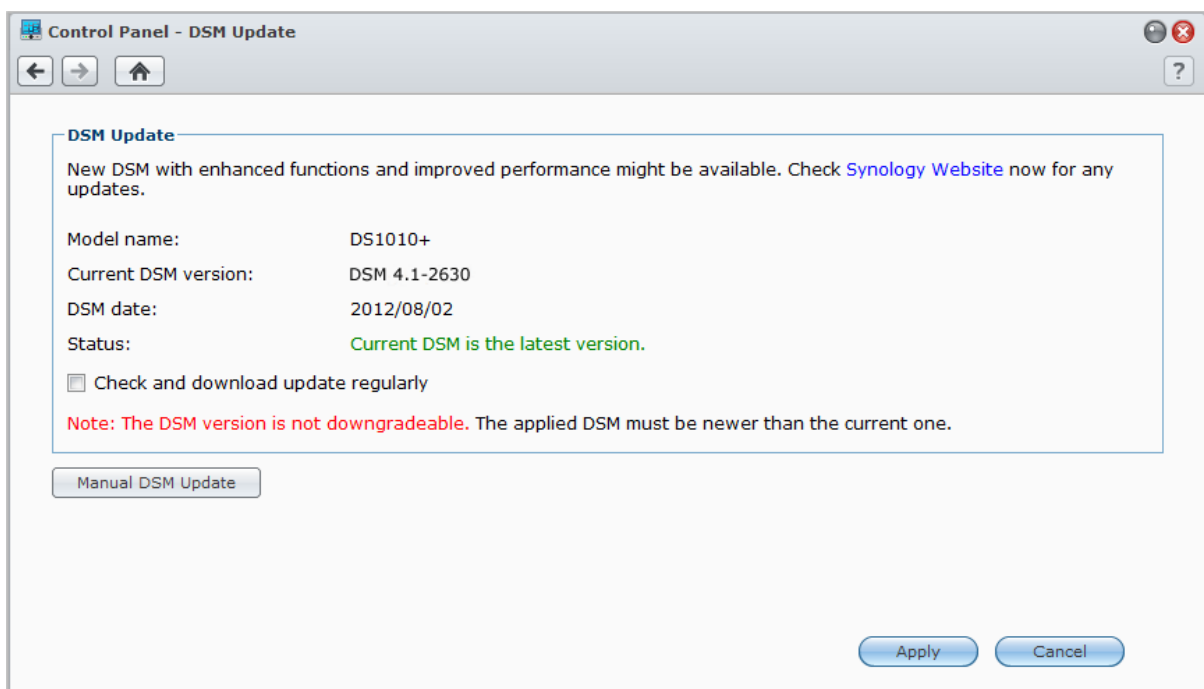 Control Panel - DSM Update
?
DSM Update
New DSM with enhanced functions and improved performance might be available. Check Synology Website now for any
updates.
Model name: DS1010+
Current DSM version: DSM 4.1-2630
DSM date: 2012/08/02
Status: Current DSM is the latest version.
Check and download update regularly
Note: The DSM version is not downgradeable. The applied DSM must be newer than the current one.
Manual DSM Update
Apply Cancel